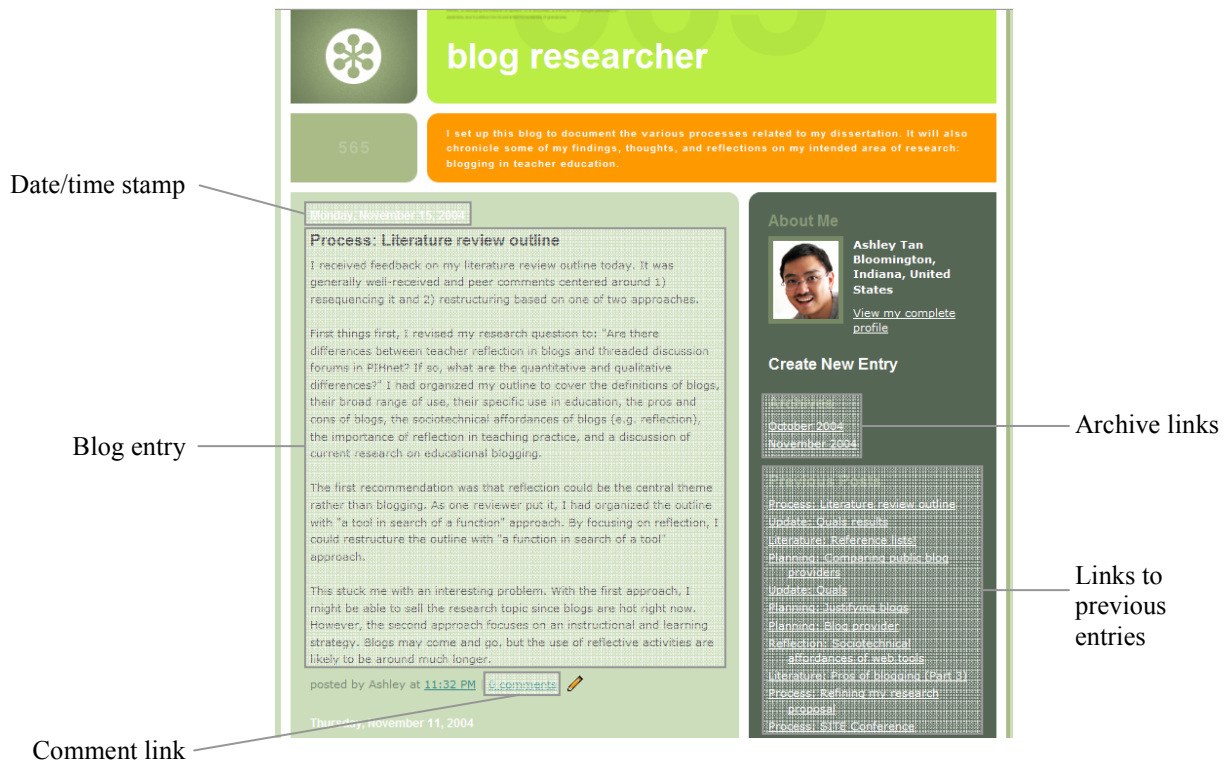 blog researcher
565
I set up this blog to document the various processes related to my dissertation. It will also
chronicle some of my findings, thoughts, and reflections on my intended area of research:
blogging in teacher education.
Date/time stamp
Monday, November 15, 2004
Process: Literature review outline
I received feedback on my literature review outline today. It was
generally well-received and peer comments centered around 1)
resequencing it and 2) restructuring based on one of two approaches.
First things first, I revised my research question to: "Are there
differences between teacher reflection in blogs and threaded discussion
forums in PIHnet? If so, what are the quantitative and qualitative
differences?" I had organized my outline to cover the definitions of blogs,
their broad range of use, their specific use in education, the pros and
cons of blogs, the sociotechnical affordances of blogs (e.g. reflection),
the importance of reflection in teaching practice, and a discussion of
current research on educational blogging.
Blog entry
The first recommendation was that reflection could be the central theme
rather than blogging. As one reviewer put it, I had organized the outline
with "a tool in search of a function" approach. By focusing on reflection, I
could restructure the outline with "a function in search of a tool"
approach.
This stuck me with an interesting problem. With the first approach, I
might be able to sell the research topic since blogs are hot right now.
However, the second approach focuses on an instructional and learning
strategy. Blogs may come and go, but the use of reflective activities are
likely to be around much longer.
posted by Ashley at 11:32 PM | comments
Thursday, November 11, 2004
Comment link
About Me
Ashley Tan
Bloomington,
Indiana, United
States
View my complete
profile
Create New Entry
Archives
October 2004
November 2004
Archive links
Previous Posts
Process: Literature review outline
Update: Quals results
Literature: Reference lists!
Planning: Comparing public blog
providers
Update: Quals
Planning: Justifying blogs
Planning: Blog provider
Reflection: Sociotechnical
affordances of web tools
Literature: Pros of blogging (Part 3)
Process: Refining my research
proposal
Process: SITE Conference
Links to
previous
entries